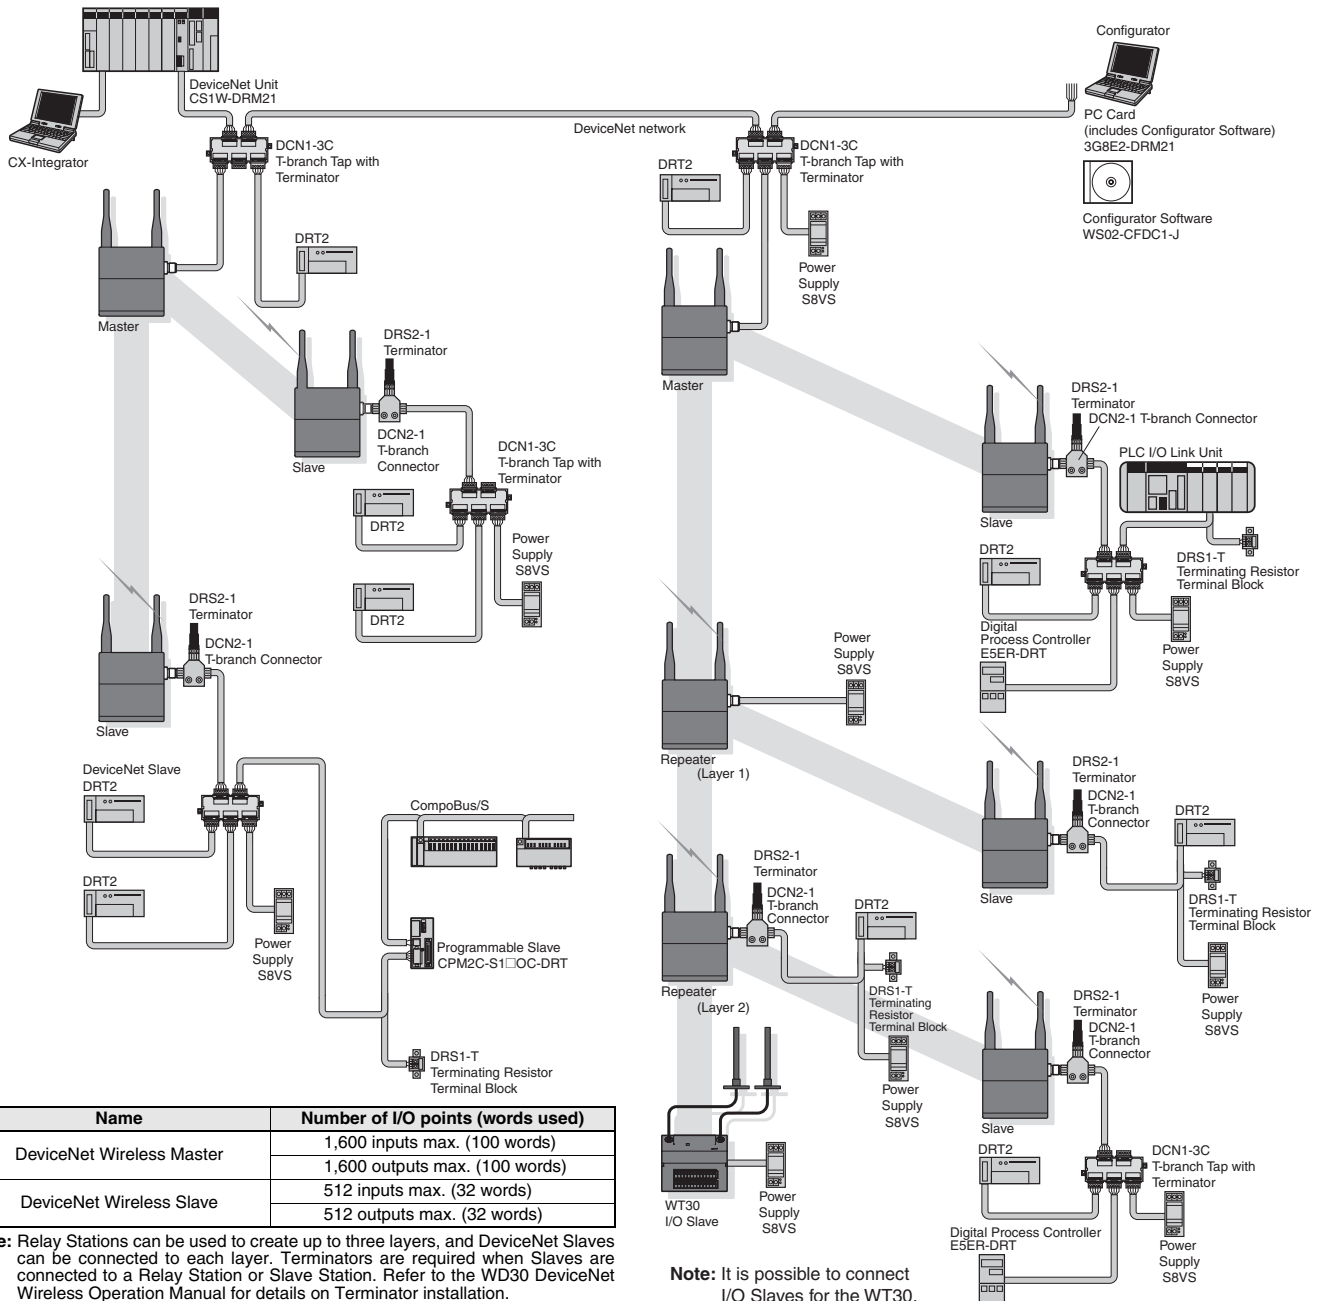 DeviceNet Unit
CS1W-DRM21
CX-Integrator
DCN1-3C
T-branch Tap with
Terminator
DeviceNet network
DRT2
DCN1-3C
T-branch Tap with
Terminator
Configurator
PC Card
(includes Configurator Software)
3G8E2-DRM21
Configurator Software
WS02-CFDC1-J
DRT2
Power
Supply
S8VS
Master
Master
DRS2-1
Terminator
DCN2-1
T-branch
Connector
Slave
DCN1-3C
T-branch Tap with
Terminator
DRT2
DRT2
Power
Supply
S8VS
DRS2-1
Terminator
DCN2-1 T-branch Connector
PLC I/O Link Unit
Slave
DRT2
DRS1-T
Terminating Resistor
Terminal Block
Digital
Process Controller
E5ER-DRT
Power
Supply
S8VS
DRS2-1
Terminator
DCN2-1
T-branch Connector
Slave
DeviceNet Slave
DRT2
DRT2
Power
Supply
S8VS
CompoBus/S
Programmable Slave
CPM2C-S1□OC-DRT
DRS1-T
Terminating Resistor
Terminal Block
Power
Supply
S8VS
Repeater
(Layer 1)
DRS2-1
Terminator
DCN2-1
T-branch
Connector
DRT2
Slave
DRS1-T
Terminating Resistor
Terminal Block
Power
Supply
S8VS
DRS2-1
Terminator
DCN2-1
T-branch
Connector
DRT2
Repeater
(Layer 2)
DRS1-T
Terminating
Resistor
Terminal Block
Power
Supply
S8VS
DRS2-1
Terminator
DCN2-1
T-branch
Connector
Slave
DRT2
DCN1-3C
T-branch Tap with
Terminator
Digital Process Controller
E5ER-DRT
Power
Supply
S8VS
WT30
I/O Slave
Power
Supply
S8VS
Note: It is possible to connect
I/O Slaves for the WT30.
Name Number of I/O points (words used)
DeviceNet Wireless Master 1,600 inputs max. (100 words)
1,600 outputs max. (100 words)
DeviceNet Wireless Slave 512 inputs max. (32 words)
512 outputs max. (32 words)
e: Relay Stations can be used to create up to three layers, and DeviceNet Slaves
can be connected to each layer. Terminators are required when Slaves are
connected to a Relay Station or Slave Station. Refer to the WD30 DeviceNet
Wireless Operation Manual for details on Terminator installation.